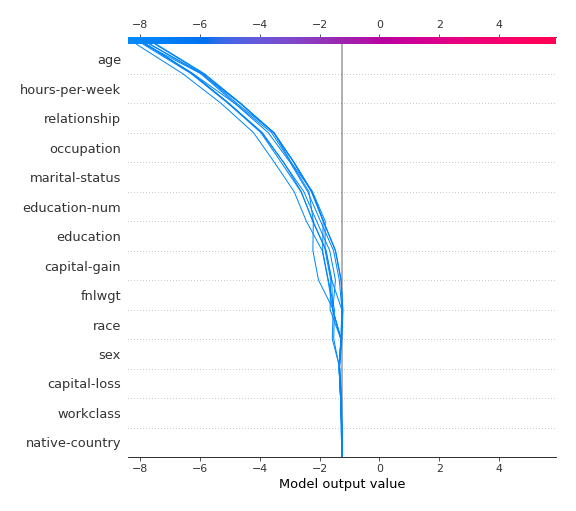 −8 −6 −4 −2 0 2 4
age
hours-per-week
relationship
occupation
marital-status
education-num
education
capital-gain
fnlwgt
race
sex
capital-loss
workclass
native-country
−8 −6 −4 −2 0 2 4
Model output value